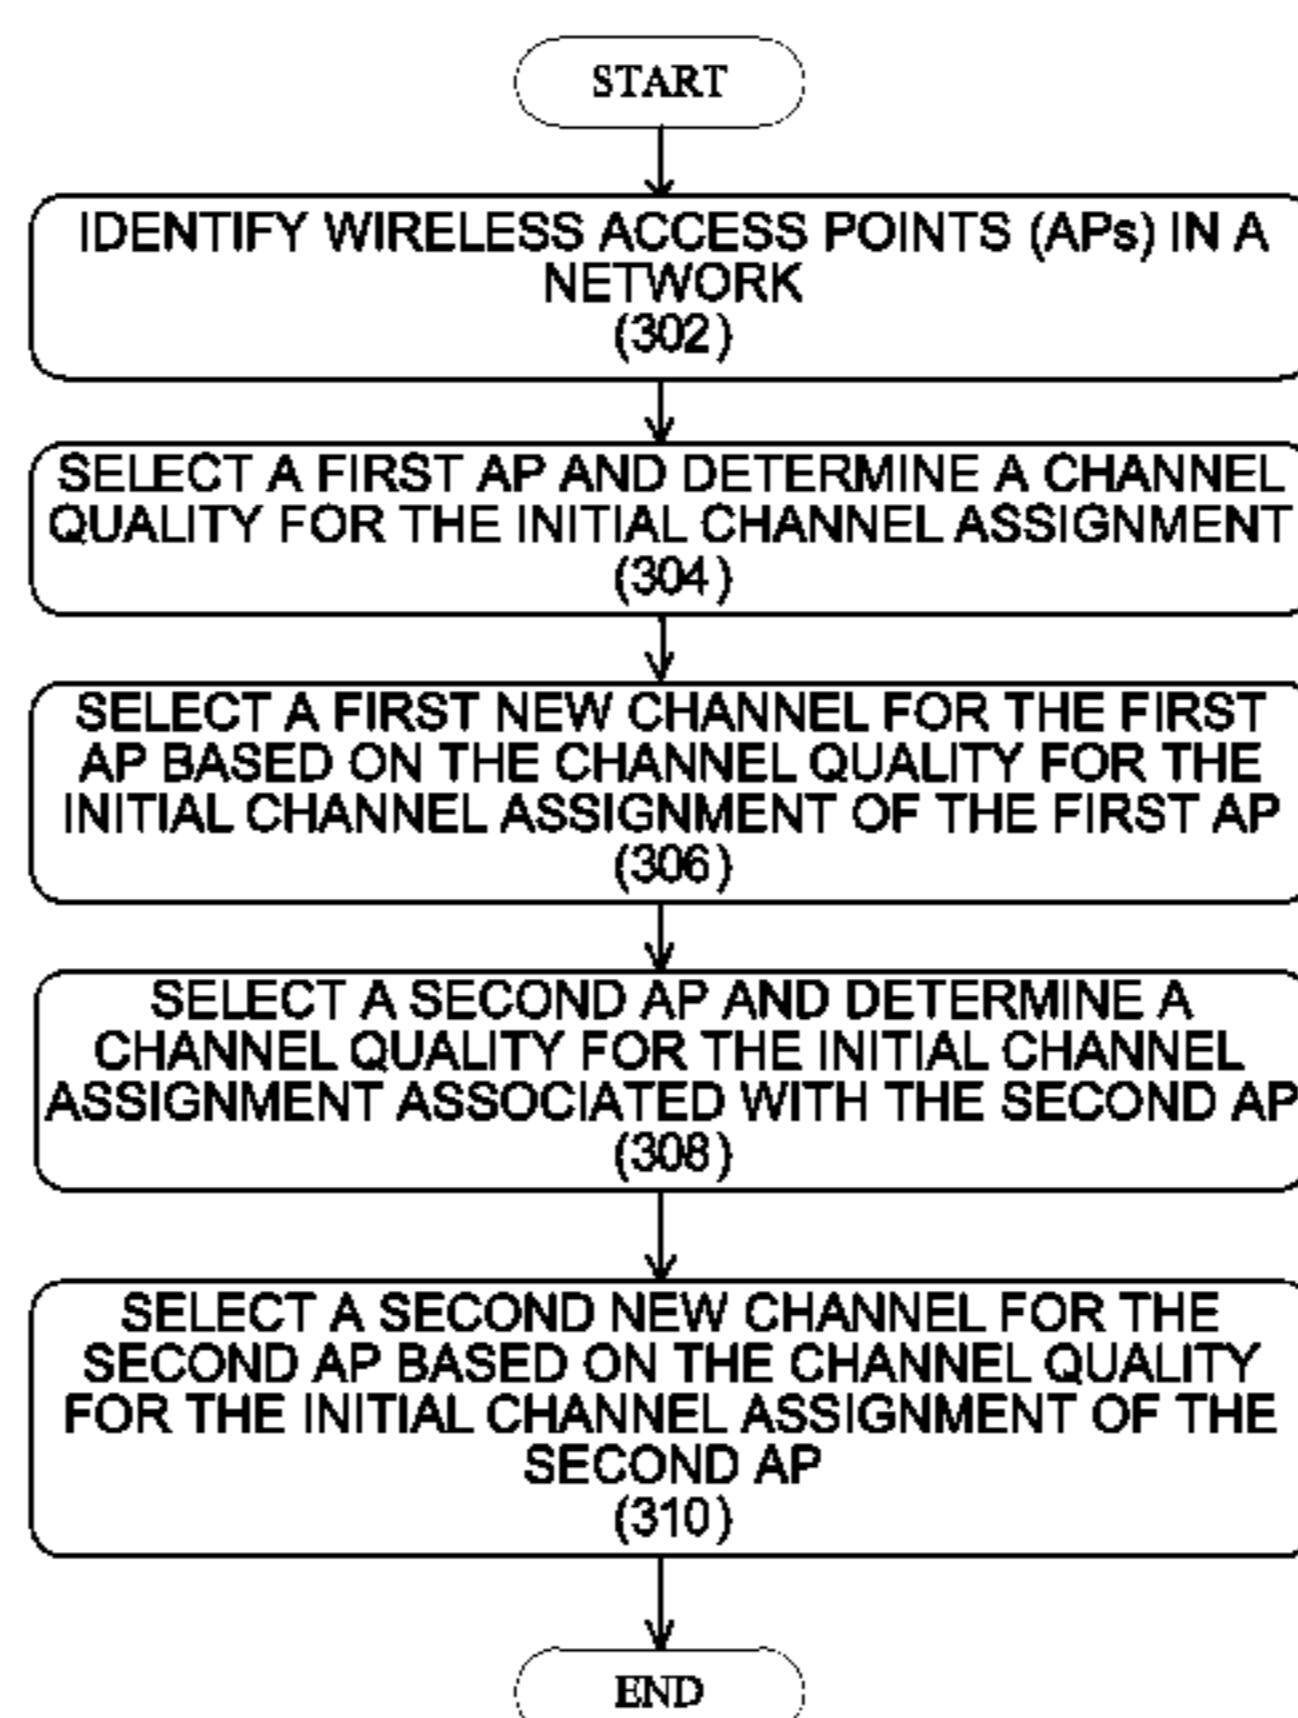 START
IDENTIFY WIRELESS ACCESS POINTS (APs) IN A
NETWORK
(302)
SELECT A FIRST AP AND DETERMINE A CHANNEL
QUALITY FOR THE INITIAL CHANNEL ASSIGNMENT
(304)
SELECT A FIRST NEW CHANNEL FOR THE FIRST
AP BASED ON THE CHANNEL QUALITY FOR THE
INITIAL CHANNEL ASSIGNMENT OF THE FIRST AP
(306)
SELECT A SECOND AP AND DETERMINE A
CHANNEL QUALITY FOR THE INITIAL CHANNEL
ASSIGNMENT ASSOCIATED WITH THE SECOND AP
(308)
SELECT A SECOND NEW CHANNEL FOR THE
SECOND AP BASED ON THE CHANNEL QUALITY
FOR THE INITIAL CHANNEL ASSIGNMENT OF THE
SECOND AP
(310)
END